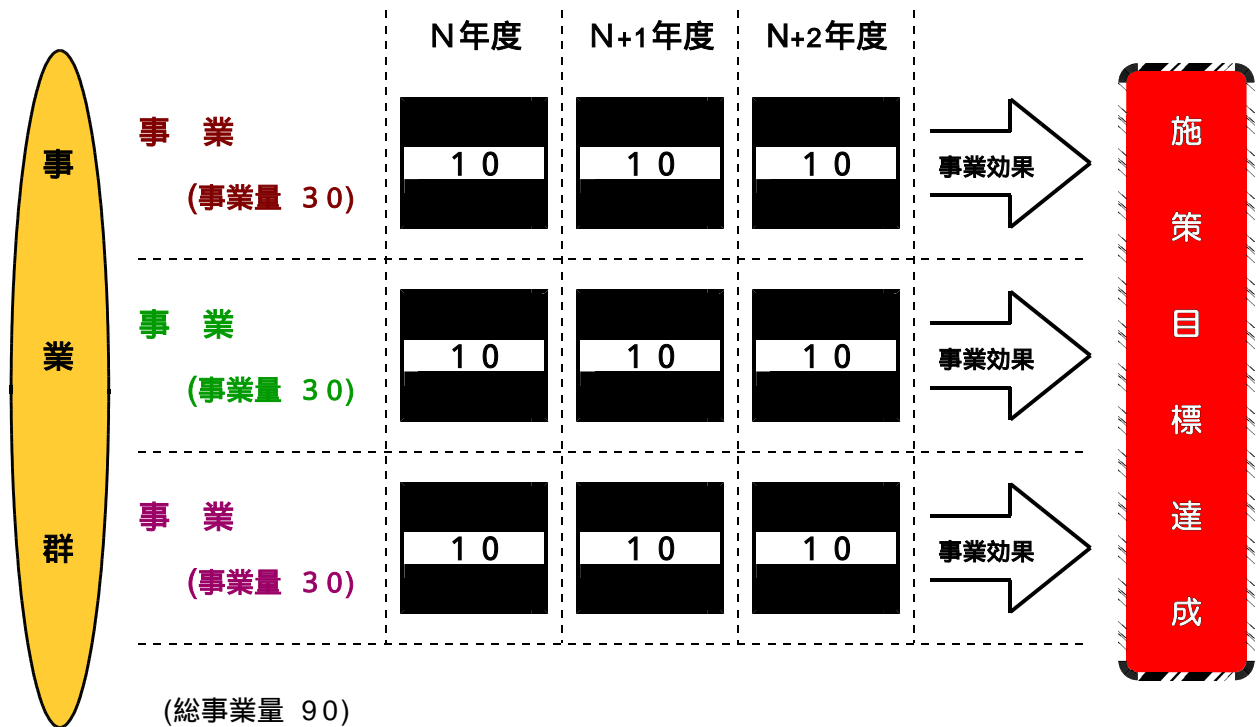 Ｎ年度 N+1年度 N+2年度
事業群
事　業
(事業量 ３０)
１０ １０ １０
事業効果
事　業
(事業量 ３０)
１０ １０ １０
事業効果
事　業
(事業量 ３０)
１０ １０ １０
事業効果
(総事業量 ９０)
施策目標達成